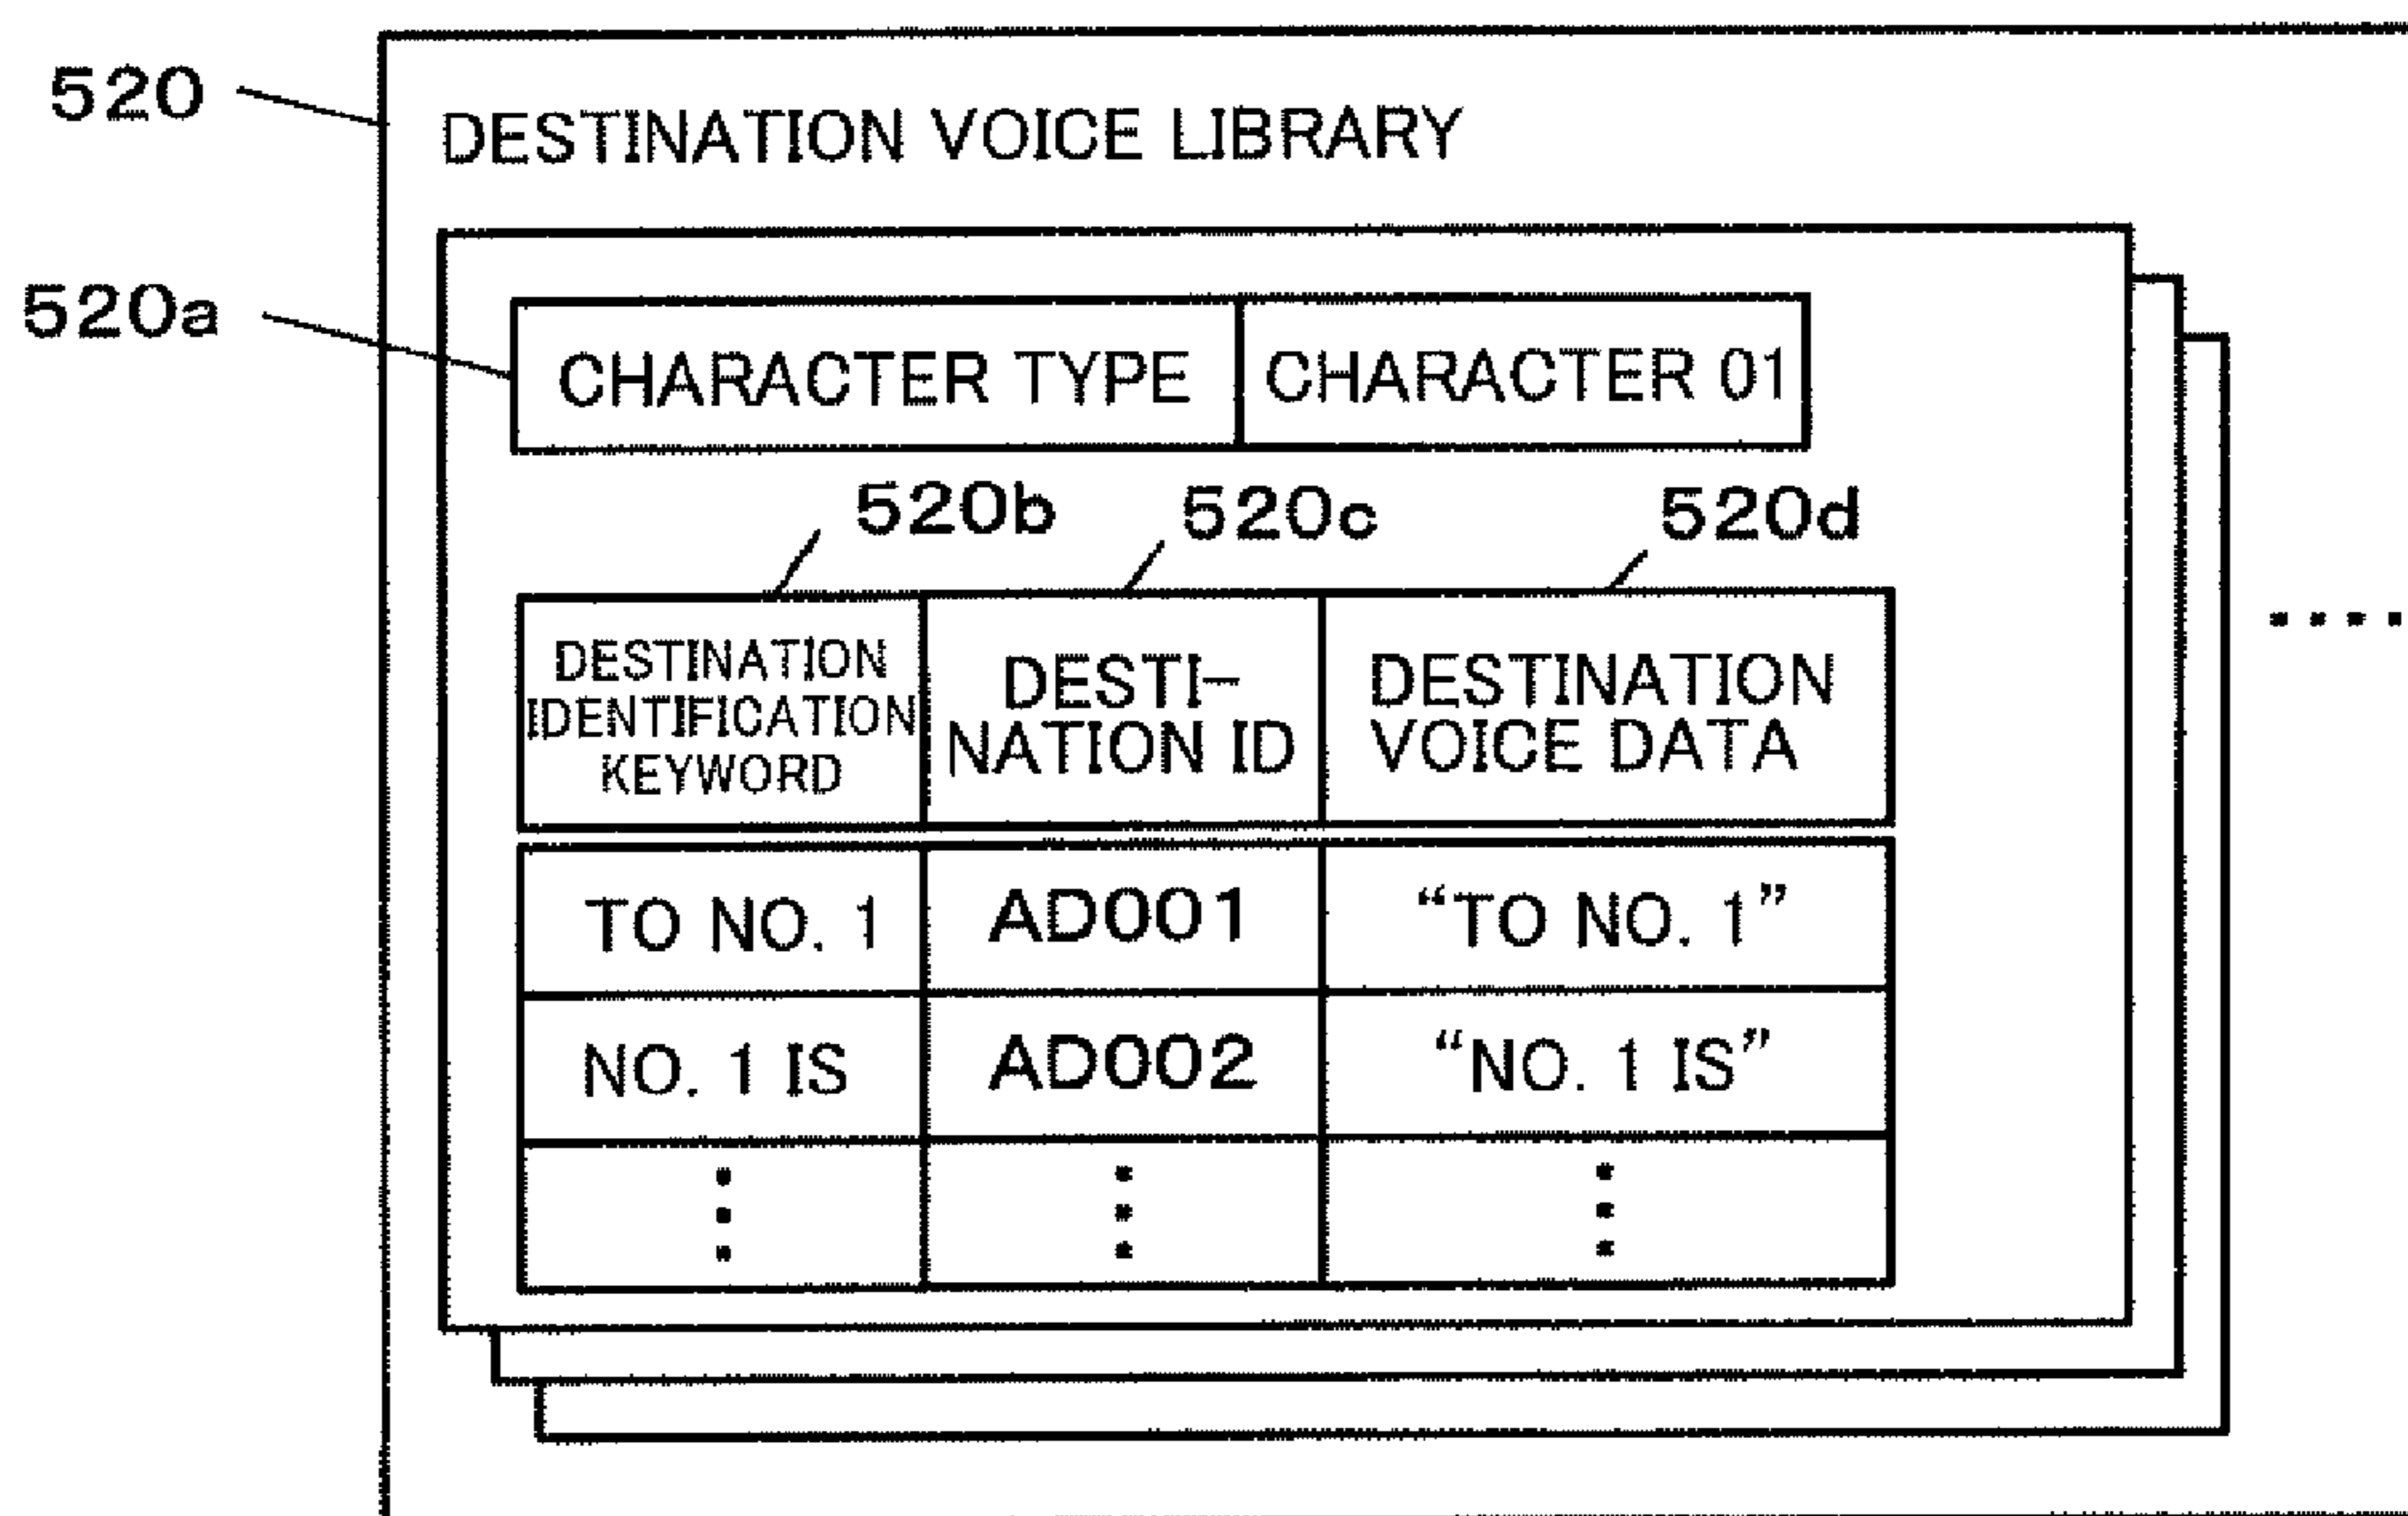 520
DESTINATION VOICE LIBRARY
520a
CHARACTER TYPE CHARACTER 01
520b 520c 520d
DESTINATION IDENTIFICATION KEYWORD
DESTI-
NATION ID
DESTINATION
VOICE DATA
TO NO. 1 AD001 “TO NO. 1”
NO. 1 IS AD002 “NO. 1 IS”